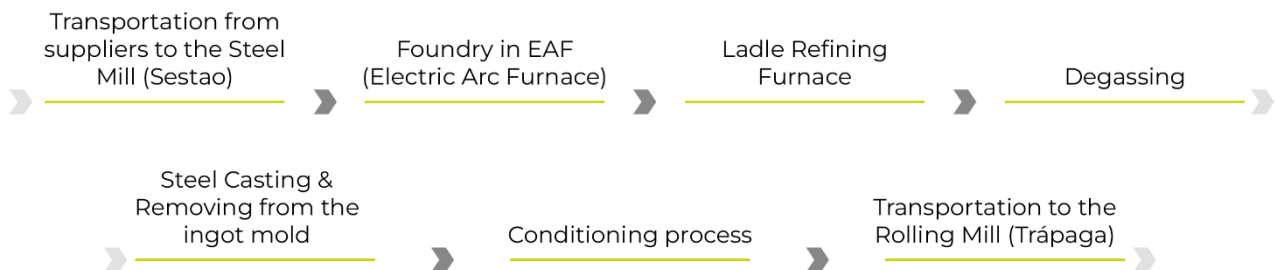 Transportation from
suppliers to the Steel
Mill (Sestao)
Foundry in EAF
(Electric Arc Furnace)
Ladle Refining
Furnace
Degassing
Steel Casting &
Removing from the
ingot mold
Conditioning process
Transportation to the
Rolling Mill (Trápaga)